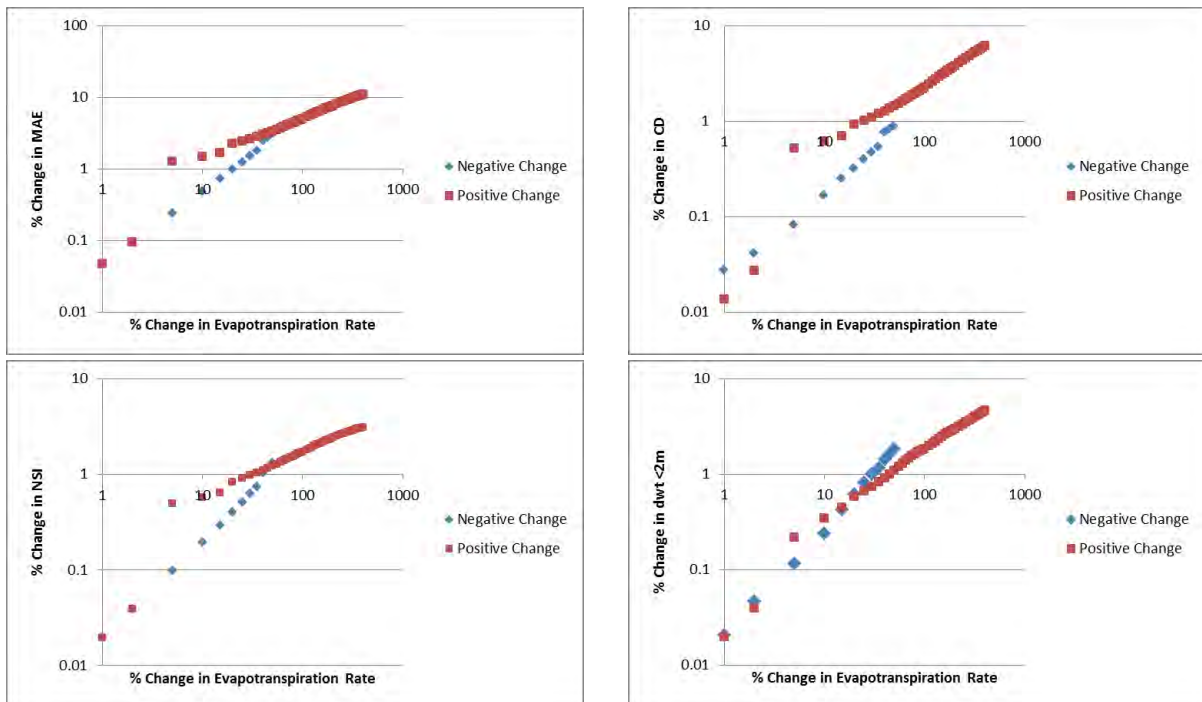 100
10
1
0.1
0.01
1
10
100
1000
% Change in MAE
% Change in Evapotranspiration Rate
Negative Change
Positive Change
10
1
0.1
0.01
1
10
100
1000
% Change in CD
% Change in Evapotranspiration Rate
Negative Change
Positive Change
10
1
0.1
0.01
1
10
100
1000
% Change in NSI
% Change in Evapotranspiration Rate
Negative Change
Positive Change
10
1
0.1
0.01
1
10
100
1000
% Change in dwt <2m
% Change in Evapotranspiration Rate
Negative Change
Positive Change